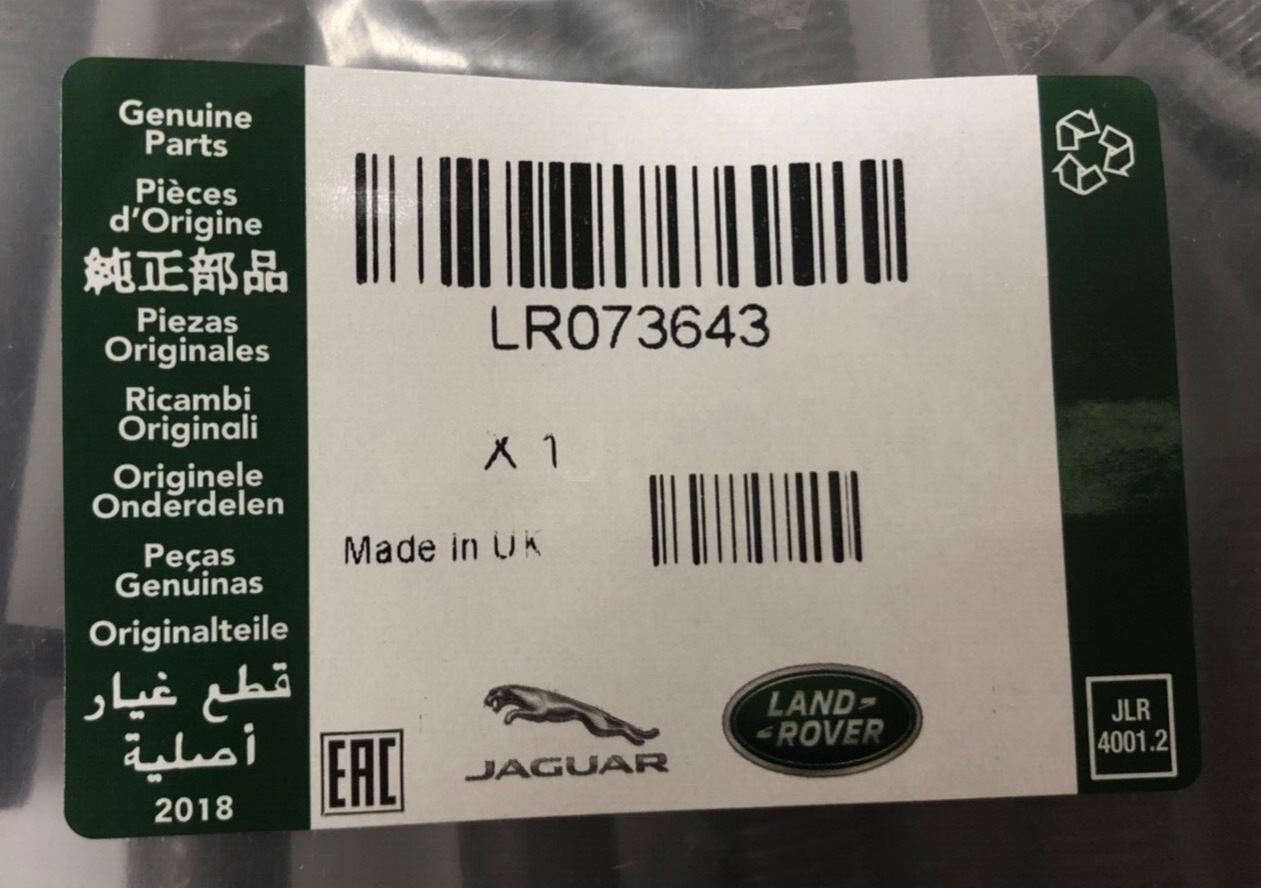 Genuine
Parts
Pièces
d'Origine
純正部品
Piezas
Originales
Ricambi
Originali
Originele
Onderdelen
Peças
Genuinas
Originalteile
قطع غيار
أصلية
2018
LR073643
X 1
Made in UK
EAC
JAGUAR
LAND-
-ROVER
JLR
4001.2